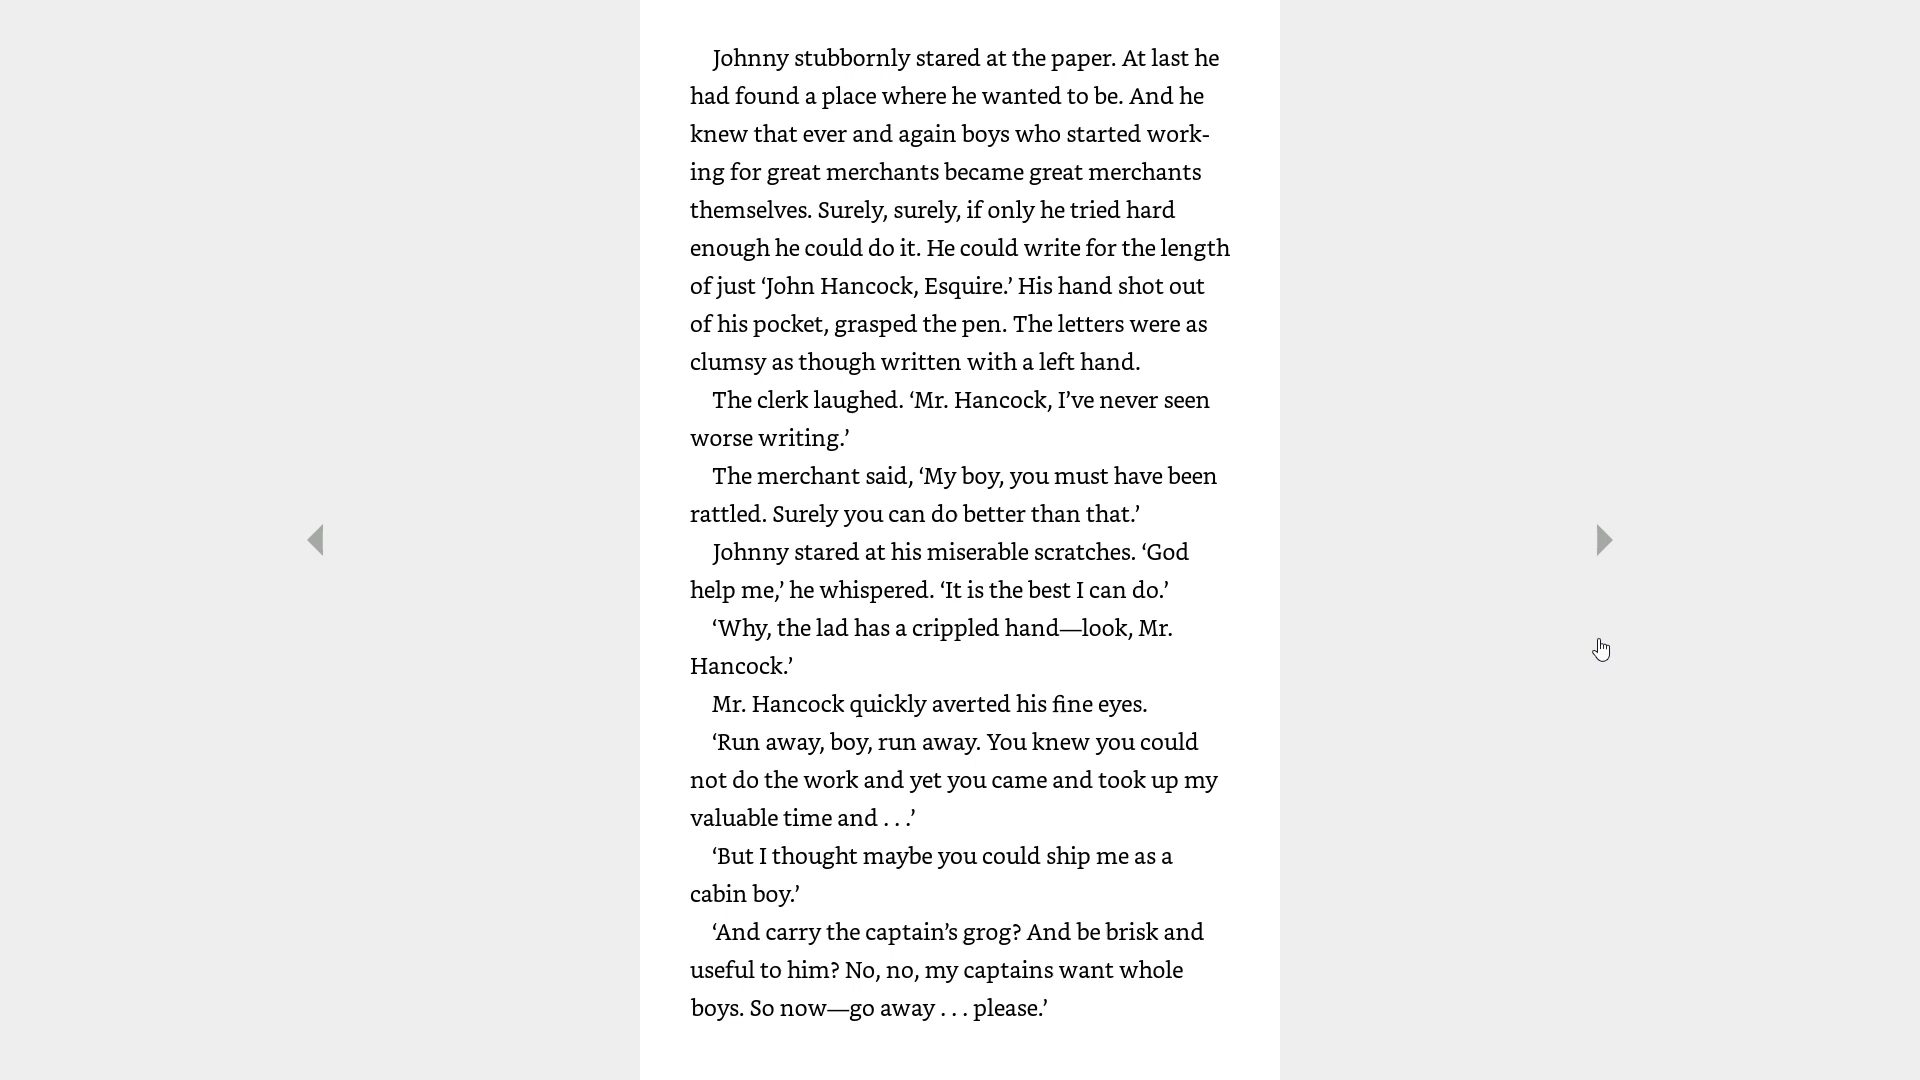 Johnny stubbornly stared at the paper. At last he
had found a place where he wanted to be. And he
knew that ever and again boys who started work-
ing for great merchants became great merchants
themselves. Surely, surely, if only he tried hard
enough he could do it. He could write for the length
of just ‘John Hancock, Esquire.’ His hand shot out
of his pocket, grasped the pen. The letters were as
clumsy as though written with a left hand.
The clerk laughed. ‘Mr. Hancock, I’ve never seen
worse writing.’
The merchant said, ‘My boy, you must have been
rattled. Surely you can do better than that.’
Johnny stared at his miserable scratches. ‘God
help me,’ he whispered. ‘It is the best I can do.’
‘Why, the lad has a crippled hand—look, Mr.
Hancock.’
Mr. Hancock quickly averted his fine eyes.
‘Run away, boy, run away. You knew you could
not do the work and yet you came and took up my
valuable time and . . .’
‘But I thought maybe you could ship me as a
cabin boy.’
‘And carry the captain’s grog? And be brisk and
useful to him? No, no, my captains want whole
boys. So now—go away . . . please.’